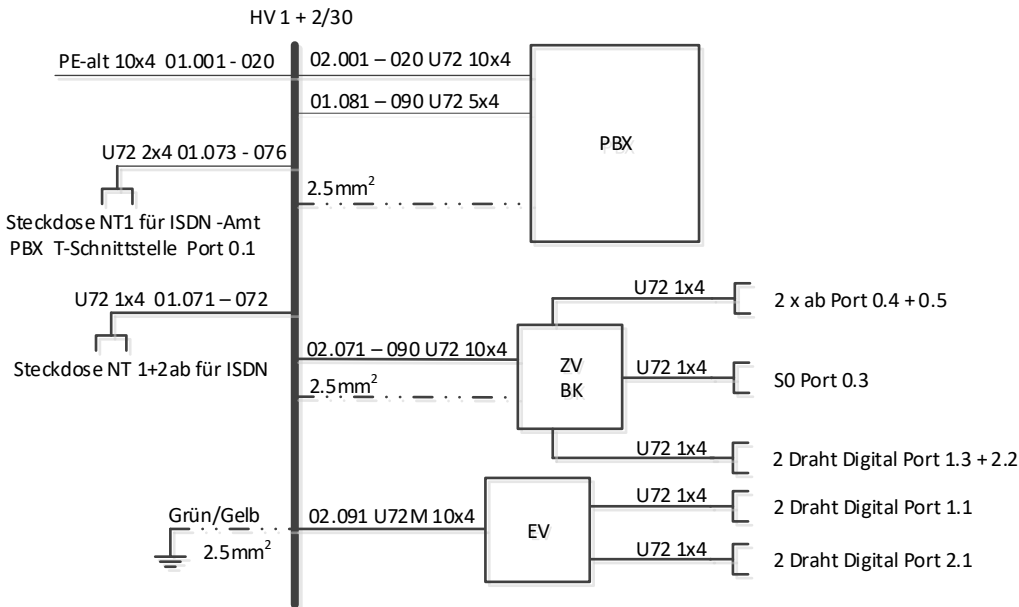 HV 1 + 2/30
PE-alt 10x4 01.001 - 020
02.001 – 020 U72 10x4
01.081 – 090 U72 5x4
PBX
U72 2x4 01.073 - 076
2.5mm²
Steckdose NT1 für ISDN -Amt
PBX T-Schnittstelle Port 0.1
U72 1x4 01.071 – 072
Steckdose NT 1+2ab für ISDN
02.071 – 090 U72 10x4
2.5mm²
ZV
BK
U72 1x4
2 x ab Port 0.4 + 0.5
U72 1x4
S0 Port 0.3
U72 1x4
2 Draht Digital Port 1.3 + 2.2
Grün/Gelb
2.5mm²
02.091 U72M 10x4
EV
U72 1x4
2 Draht Digital Port 1.1
U72 1x4
2 Draht Digital Port 2.1